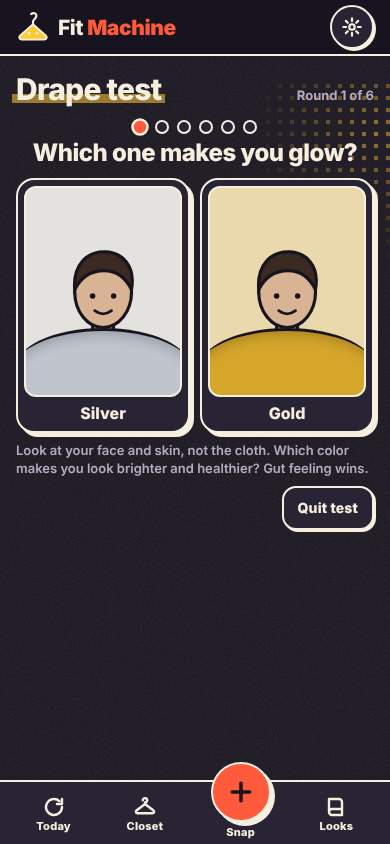 Fit Machine
Drape test
Round 1 of 6
Which one makes you glow?
Silver
Gold
Look at your face and skin, not the cloth. Which color
makes you look brighter and healthier? Gut feeling wins.
Quit test
Today
Closet
Snap
Looks